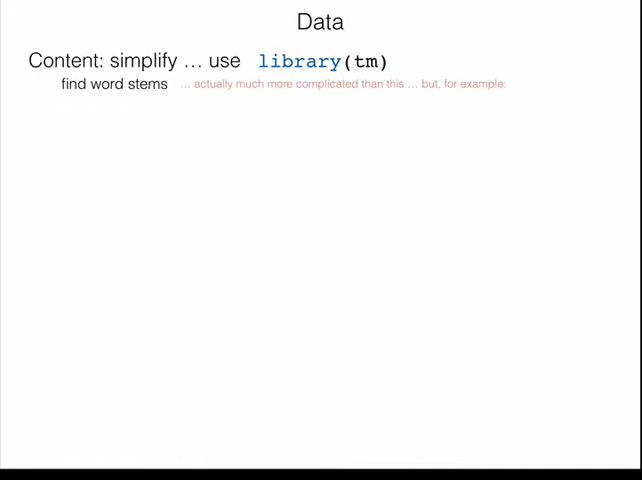 Data
Content: simplify … use library(tm)
find word stems … actually much more complicated than this … but, for example: